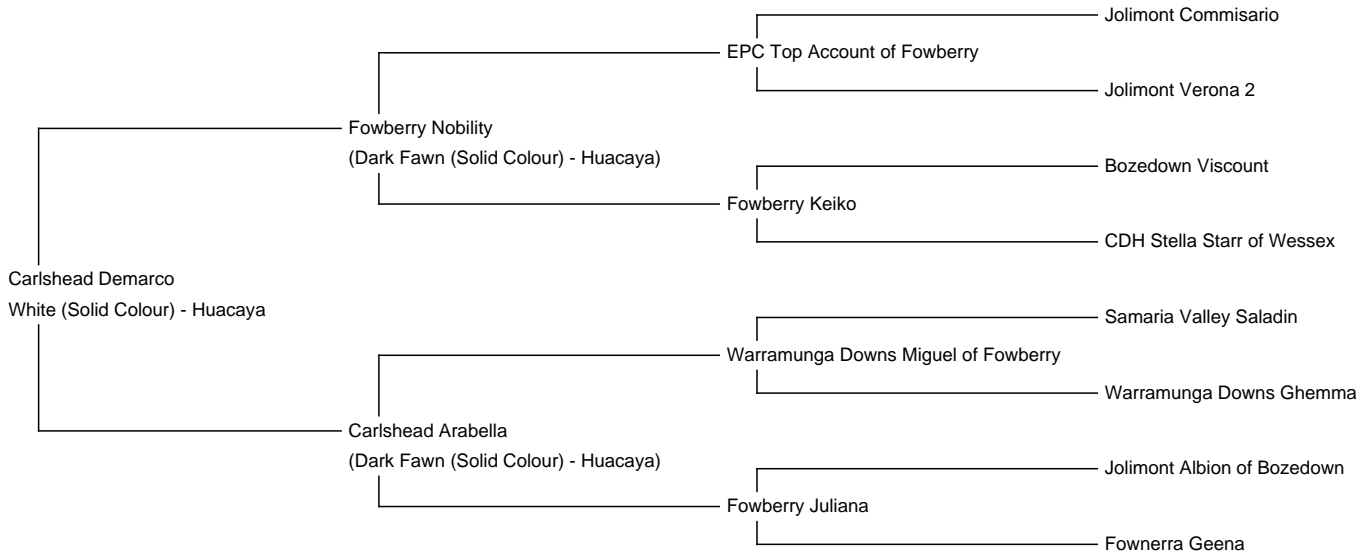 Jolimont Commisario
EPC Top Account of Fowberry
Jolimont Verona 2
Fowberry Nobility
(Dark Fawn (Solid Colour) - Huacaya)
Bozedown Viscount
Fowberry Keiko
CDH Stella Starr of Wessex
Carlshead Demarco
White (Solid Colour) - Huacaya
Samaria Valley Saladin
Warramunga Downs Miguel of Fowberry
Warramunga Downs Ghemma
Carlshead Arabella
(Dark Fawn (Solid Colour) - Huacaya)
Jolimont Albion of Bozedown
Fowberry Juliana
Fownerra Geena